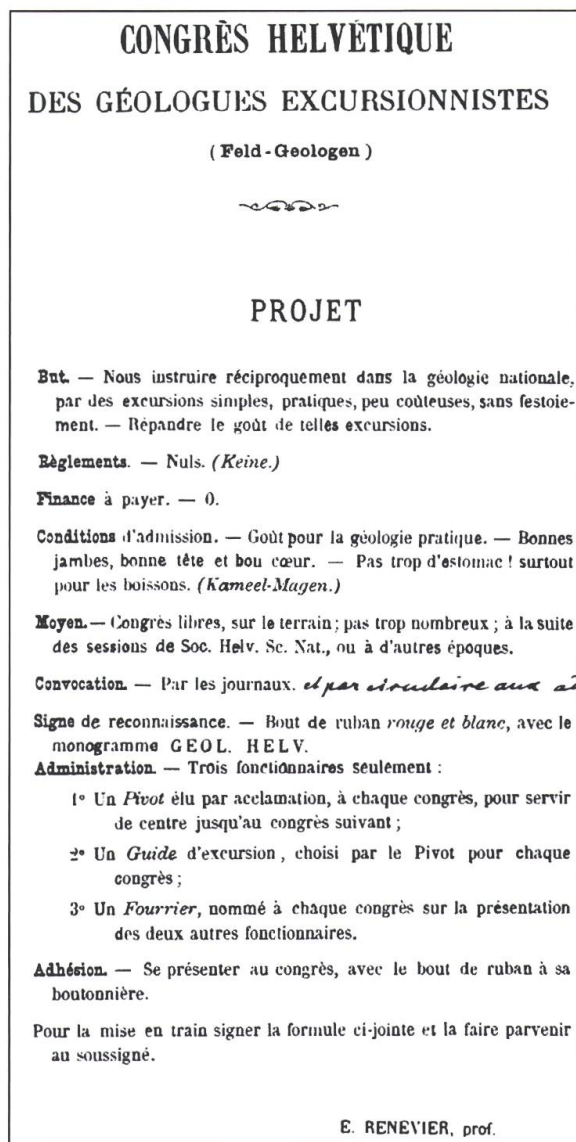 CONGRÈS HELVÉTIQUE
DES GÉOLOGUES EXCURSIONNISTES
(Feld-Geologen)
PROJET
But. — Nous instruire réciproquement dans la géologie nationale,
par des excursions simples, pratiques, peu coûteuses, sans festoie-
ment. — Répandre le goût de telles excursions.
Règlements. — Nuls. (Keine.)
Finance à payer. — 0.
Conditions d'admission. — Goût pour la géologie pratique. — Bonnes
jambes, bonne tête et bon cœur. — Pas trop d'estomac ! surtout
pour les boissons. (Kameel-Magen.)
Moyen. — Congrès libres, sur le terrain ; pas trop nombreux ; à la suite
des sessions de Soc. Helv. Sc. Nat., ou à d'autres époques.
Convocation. — Par les journaux. et par circulaire aux
Signe de reconnaissance. — Bout de ruban rouge et blanc, avec le
monogramme GEOL. HELV.
Administration. — Trois fonctionnaires seulement :
1° Un Pivot élu par acclamation, à chaque congrès, pour servir
de centre jusqu'au congrès suivant ;
2° Un Guide d'excursion, choisi par le Pivot pour chaque
congrès ;
3° Un Fourrier, nommé à chaque congrès sur la présentation
des deux autres fonctionnaires.
Adhésion. — Se présenter au congrès, avec le bout de ruban à sa
boutonnière.
Pour la mise en train signer la formule ci-jointe et la faire parvenir
au soussigné.
E. RENEVIER, prof.